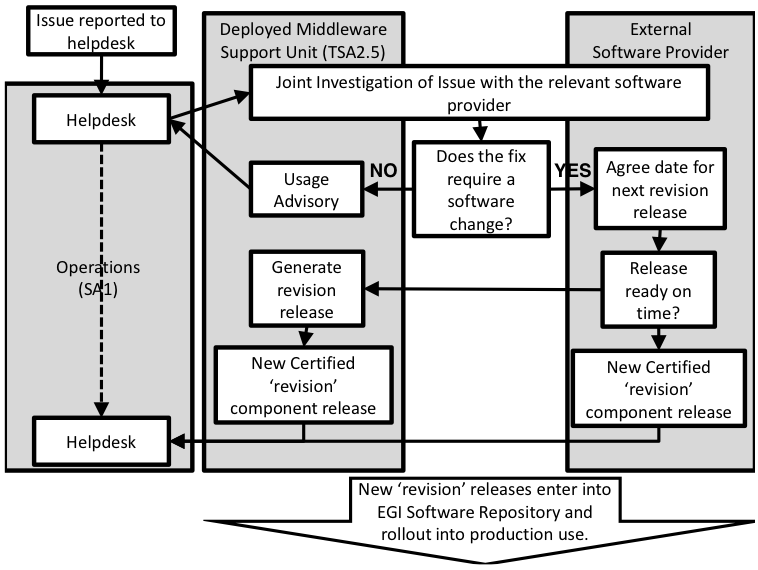 Issue reported to
helpdesk
Deployed Middleware
Support Unit (TSA2.5)
External
Software Provider
Helpdesk
Joint Investigation of Issue with the relevant software
provider
Does the fix
require a
software
change?
NO
YES
Usage
Advisory
Agree date for
next revision
release
Operations
(SA1)
Generate
revision
release
Release
ready on
time?
New Certified
‘revision’
component release
New Certified
‘revision’
component release
Helpdesk
New ‘revision’ releases enter into
EGI Software Repository and
rollout into production use.